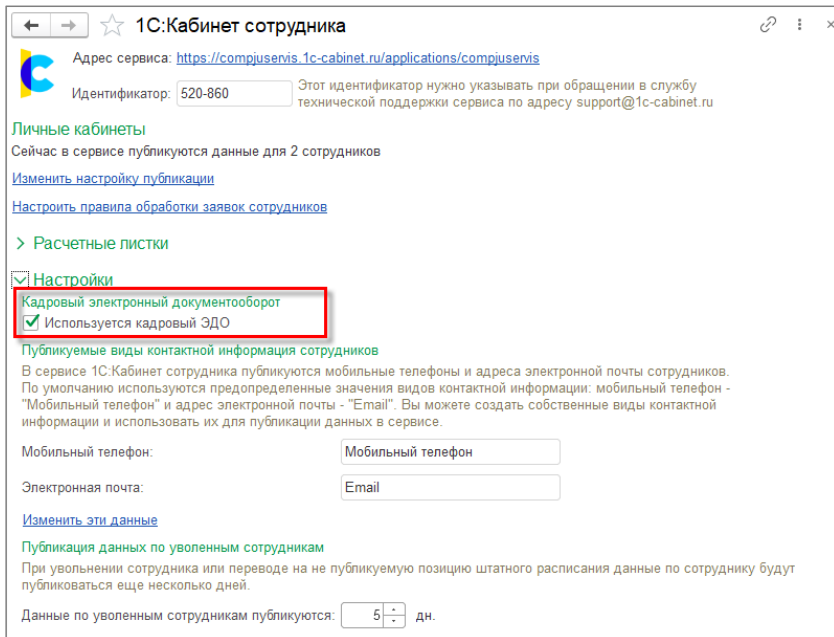 1С:Кабинет сотрудника
Адрес сервиса: https://compjuservis.1c-cabinet.ru/applications/compjuservis
Идентификатор: 520-860
Этот идентификатор нужно указывать при обращении в службу
технической поддержки сервиса по адресу support@1c-cabinet.ru
Личные кабинеты
Сейчас в сервисе публикуются данные для 2 сотрудников
Изменить настройку публикации
Настроить правила обработки заявок сотрудников
Расчетные листки
Настройки
Кадровый электронный документооборот
Используется кадровый ЭДО
Публикуемые виды контактной информация сотрудников
В сервисе 1С:Кабинет сотрудника публикуются мобильные телефоны и адреса электронной почты сотрудников.
По умолчанию используются предопределенные значения видов контактной информации: мобильный телефон -
"Мобильный телефон" и адрес электронной почты - "Email". Вы можете создать собственные виды контактной
информации и использовать их для публикации данных в сервисе.
Мобильный телефон: Мобильный телефон
Электронная почта: Email
Изменить эти данные
Публикация данных по уволенным сотрудникам
При увольнении сотрудника или переводе на не публикуемую позицию штатного расписания данные по сотруднику будут
публиковаться еще несколько дней.
Данные по уволенным сотрудникам публикуются: 5 дн.